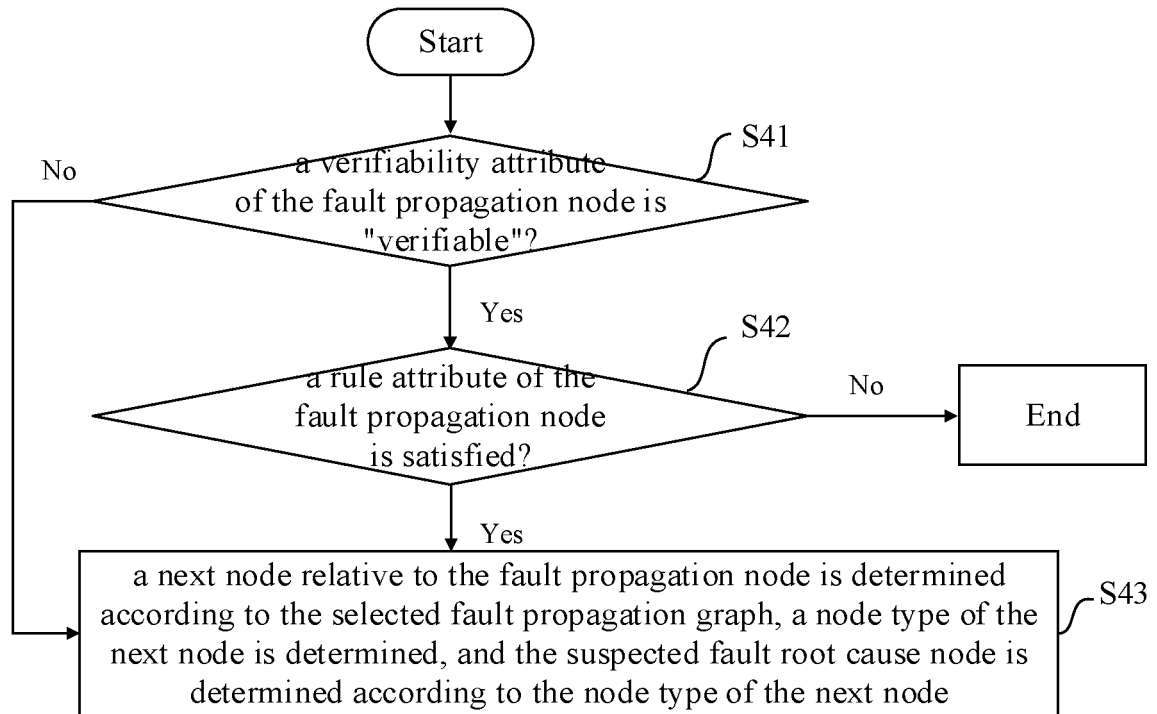 Start
S41
No
a verifiability attribute
of the fault propagation node is
"verifiable"?
Yes
S42
a rule attribute of the
fault propagation node
is satisfied?
No
End
Yes
a next node relative to the fault propagation node is determined
according to the selected fault propagation graph, a node type of the
next node is determined, and the suspected fault root cause node is
determined according to the node type of the next node
S43